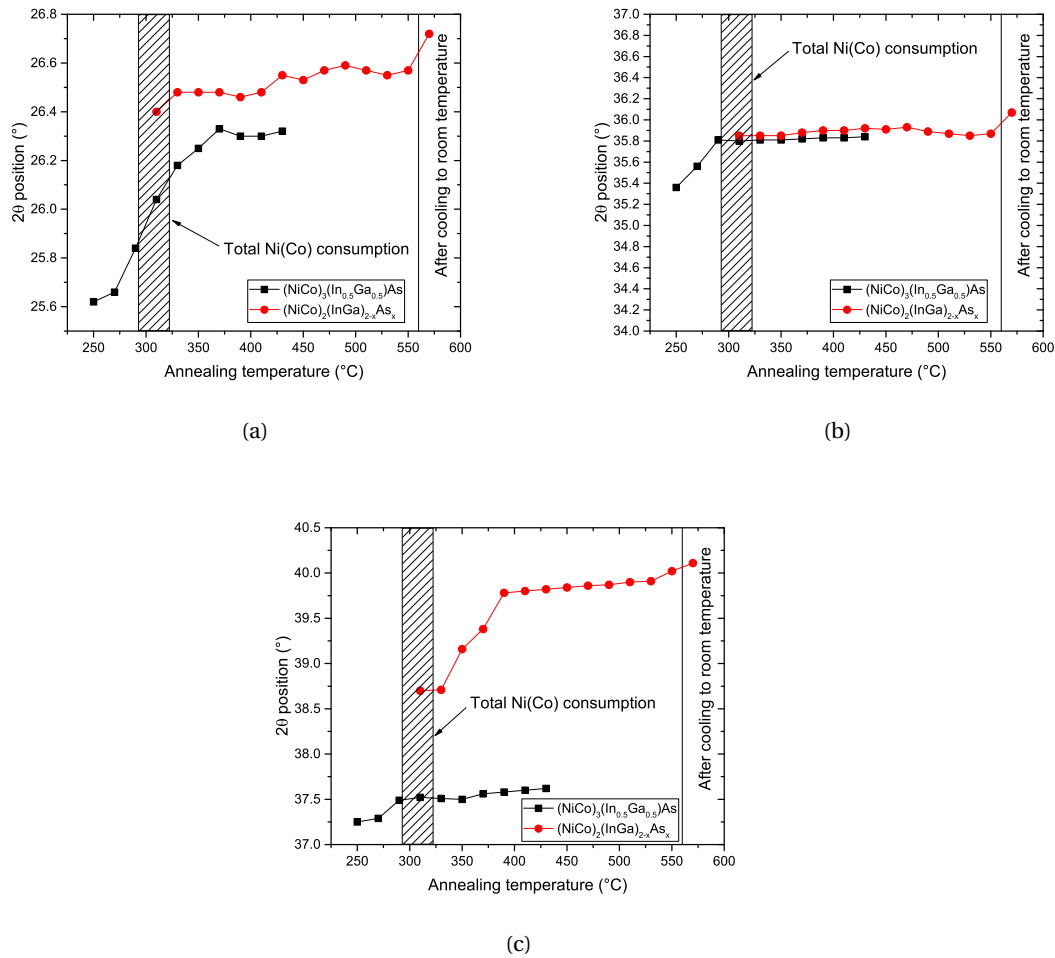 26.8
26.6
26.4
26.2
26.0
25.8
25.6
2θ position (°)
Total Ni(Co) consumption
(NiCo)₃(In₀.₅Ga₀.₅)As
(NiCo)₂(InGa)₂₋ₓAsₓ
After cooling to room temperature
250 300 350 400 450 500 550 600
Annealing temperature (°C)
(a)
37.0
36.8
36.6
36.4
36.2
36.0
35.8
35.6
35.4
35.2
35.0
34.8
34.6
34.4
34.2
34.0
2θ position (°)
Total Ni(Co) consumption
(NiCo)₃(In₀.₅Ga₀.₅)As
(NiCo)₂(InGa)₂₋ₓAsₓ
After cooling to room temperature
250 300 350 400 450 500 550 600
Annealing temperature (°C)
(b)
40.5
40.0
39.5
39.0
38.5
38.0
37.5
37.0
2θ position (°)
Total Ni(Co) consumption
(NiCo)₃(In₀.₅Ga₀.₅)As
(NiCo)₂(InGa)₂₋ₓAsₓ
After cooling to room temperature
250 300 350 400 450 500 550 600
Annealing temperature (°C)
(c)